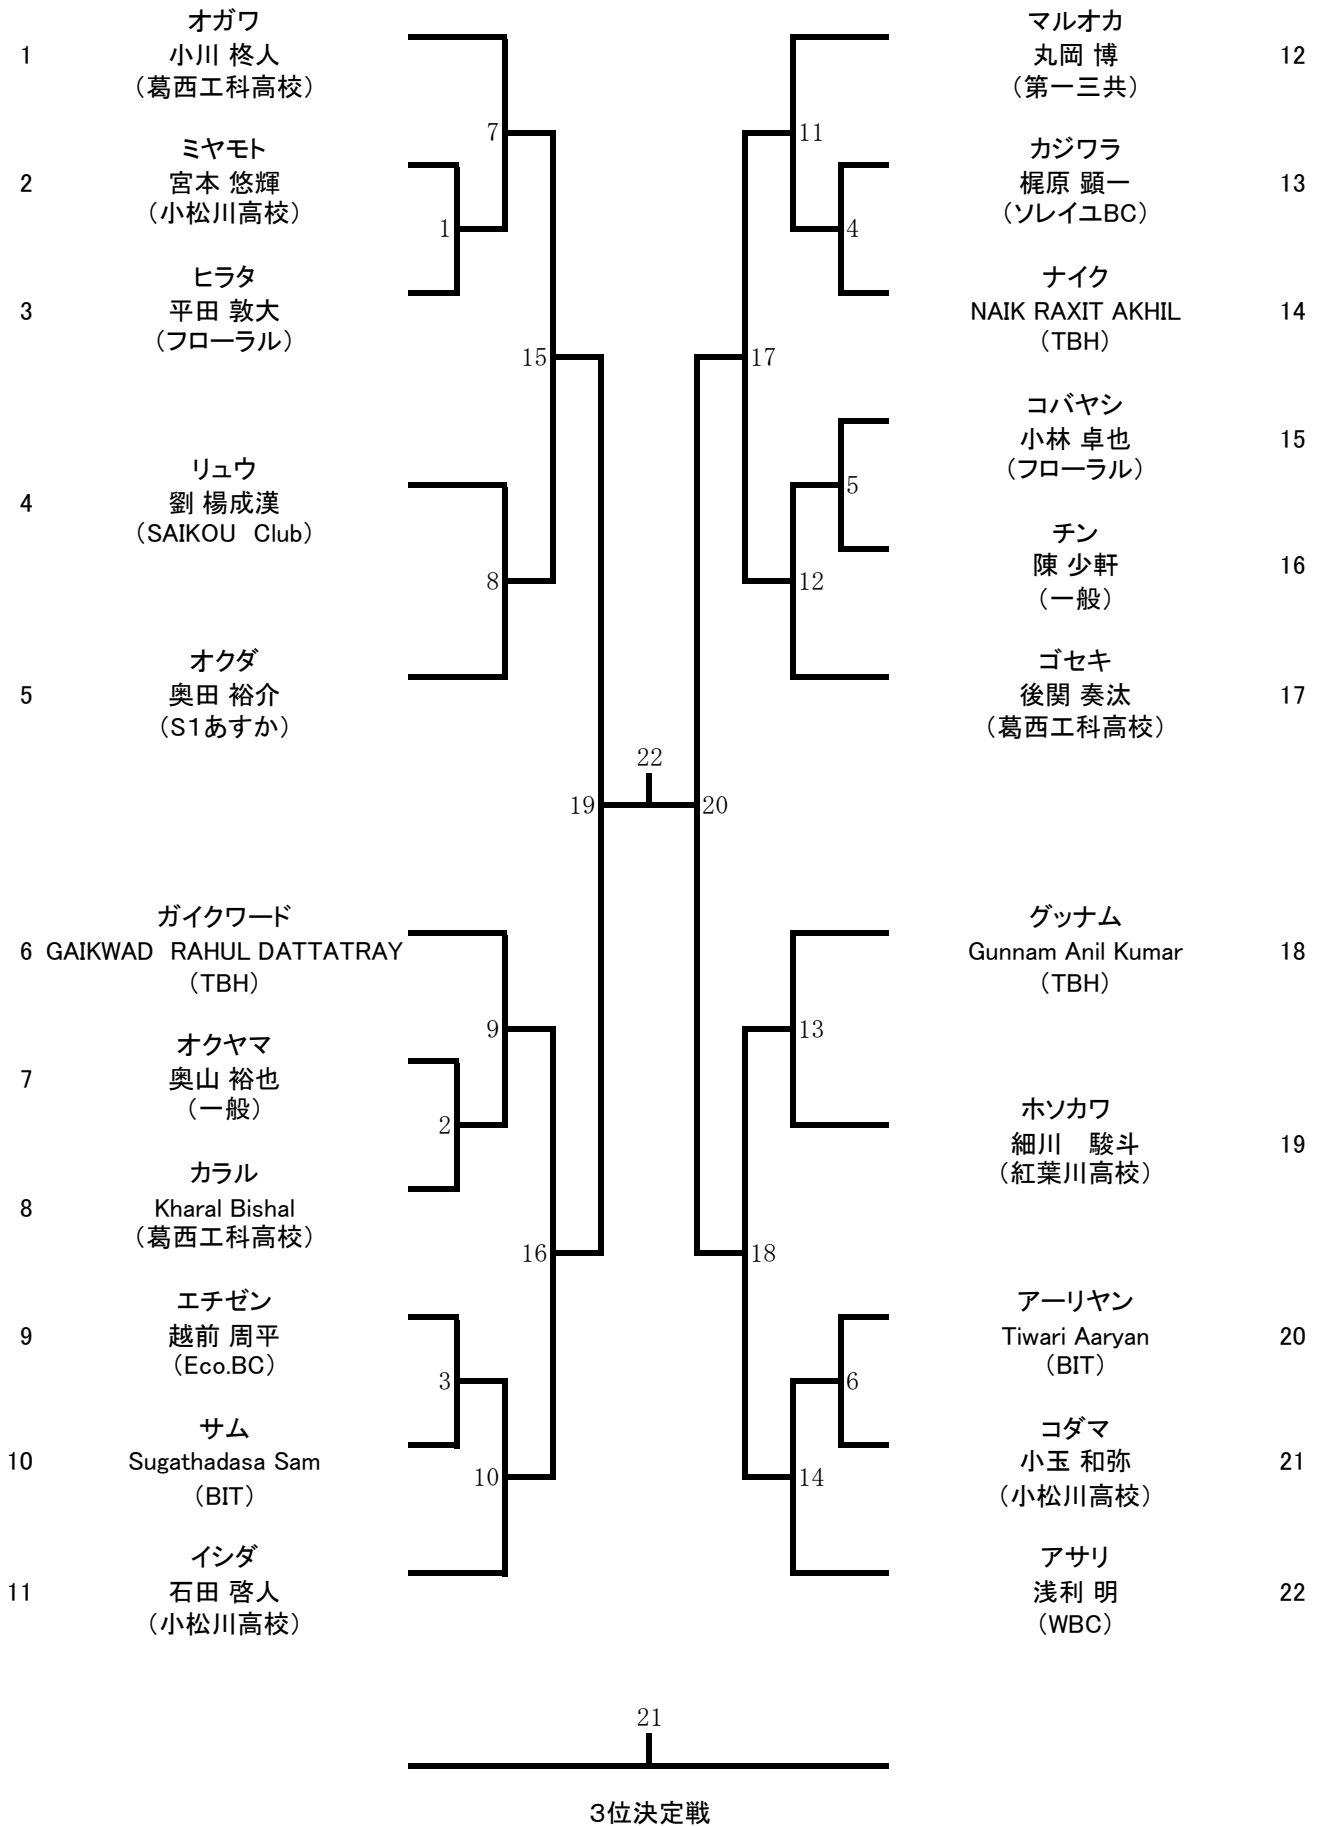 オガワ
1
小川 柊人
（葛西工科高校）
ミヤモト
2
宮本 悠輝
（小松川高校）
ヒラタ
3
平田 敦大
（フローラル）
リュウ
4
劉 楊成漢
（SAIKOU　Club）
オクダ
5
奥田 裕介
（S1あすか）
ガイクワード
6
GAIKWAD　RAHUL DATTATRAY
（TBH）
オクヤマ
7
奥山 裕也
（一般）
カラル
8
Kharal Bishal
（葛西工科高校）
エチゼン
9
越前 周平
（Eco.BC）
サム
10
Sugathadasa Sam
（BIT）
イシダ
11
石田 啓人
（小松川高校）
7
1
15
8
19
9
2
16
3
10
22
20
11
4
17
5
12
13
18
6
14
マルオカ
丸岡 博
12
（第一三共）
カジワラ
梶原 顕一
13
（ソレイユBC）
ナイク
NAIK RAXIT AKHIL
14
（TBH）
コバヤシ
小林 卓也
15
（フローラル）
チン
陳 少軒
16
（一般）
ゴセキ
後関 奏汰
17
（葛西工科高校）
グッナム
Gunnam Anil Kumar
18
（TBH）
ホソカワ
細川　駿斗
19
（紅葉川高校）
アーリヤン
Tiwari Aaryan
20
（BIT）
コダマ
小玉 和弥
21
（小松川高校）
アサリ
浅利 明
22
（WBC）
21
3位決定戦